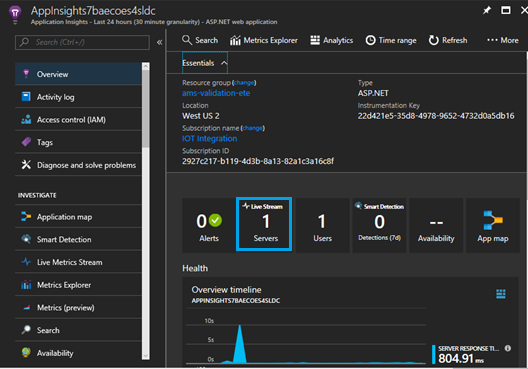 AppInsights7baecoes4sldc
Application Insights - Last 24 hours (30 minute granularity) - ASP.NET web application
Search (Ctrl+/)
Overview
Activity log
Access control (IAM)
Tags
Diagnose and solve problems
INVESTIGATE
Application map
Smart Detection
Live Metrics Stream
Metrics Explorer
Metrics (preview)
Search
Availability
Search Metrics Explorer Analytics Time range Refresh More
Essentials
Resource group (change)
ams-validation-ete
Location
West US 2
Subscription name (change)
IOT Integration
Subscription ID
2927c217-b119-4d3b-8a13-82a1c3a16c8f
Type
ASP.NET
Instrumentation Key
22d421e5-35d8-4978-9652-4732d0a5db16
0
Alerts
Live Stream
1
Servers
1
Users
Smart Detection
0
Detections (7d)
--
Availability
App map
Health
Overview timeline
APPINSIGHTS7BAECOES4SLDC
10s
5s
0s
SERVER RESPONSE TI...
804.91 ms